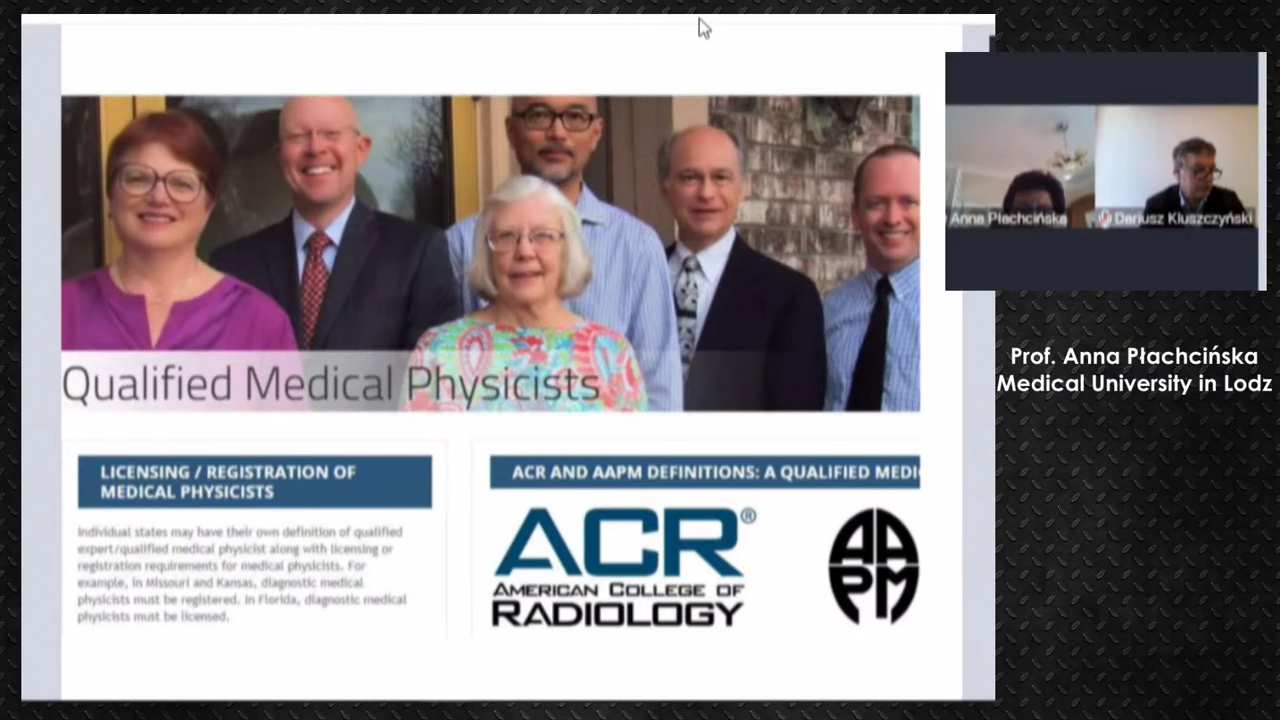 Qualified Medical Physicists
LICENSING / REGISTRATION OF
MEDICAL PHYSICISTS
Individual states may have their own definition of qualified
expert/qualified medical physicist along with licensing or
registration requirements for medical physicists. For
example, in Missouri and Kansas, diagnostic medical
physicists must be registered. In Florida, diagnostic medical
physicists must be licensed.
ACR AND AAPM DEFINITIONS: A QUALIFIED MEDIC
ACR®
AMERICAN COLLEGE OF
RADIOLOGY
AA
PM
Anna Płachcińska
Dariusz Kluszczyński
Prof. Anna Płachcińska
Medical University in Lodz